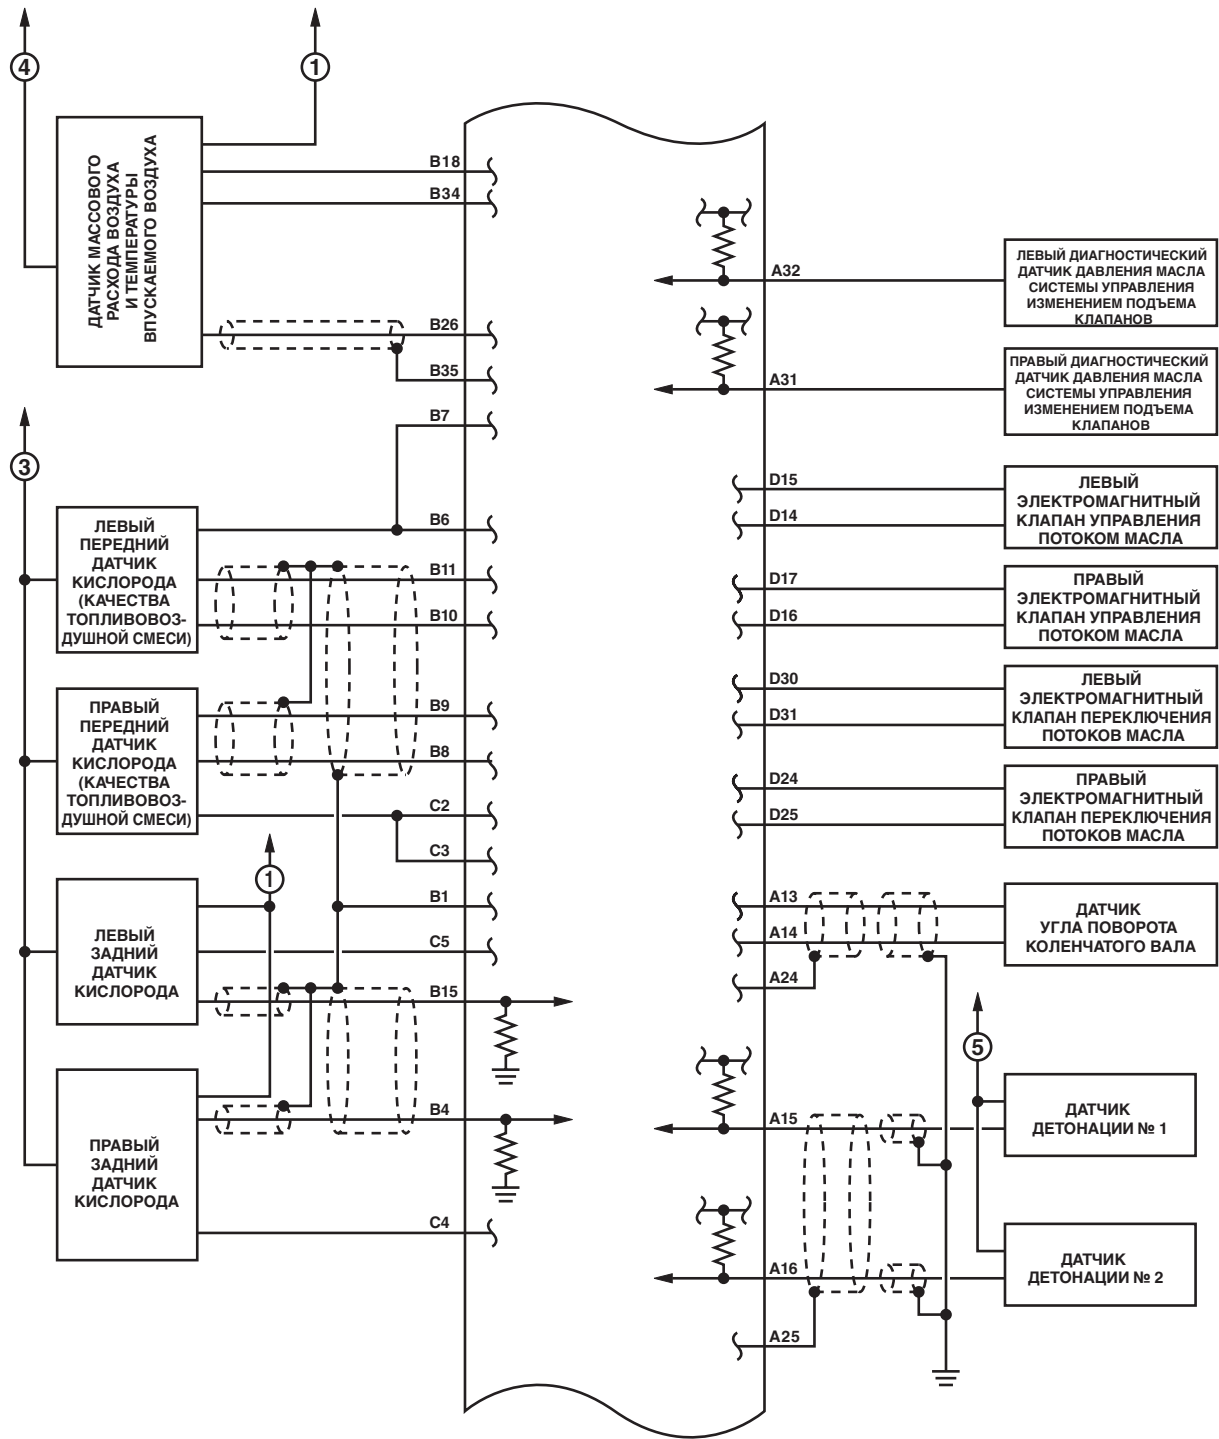 4
1
ДАТЧИК МАССОВОГО
РАСХОДА ВОЗДУХА
И ТЕМПЕРАТУРЫ
ВПУСКАЕМОГО ВОЗДУХА
B18
B34
B26
B35
B7
3
ЛЕВЫЙ
ПЕРЕДНИЙ
ДАТЧИК
КИСЛОРОДА
(КАЧЕСТВА
ТОПЛИВОВОЗ-
ДУШНОЙ СМЕСИ)
B6
B11
B10
ПРАВЫЙ
ПЕРЕДНИЙ
ДАТЧИК
КИСЛОРОДА
(КАЧЕСТВА
ТОПЛИВОВОЗ-
ДУШНОЙ СМЕСИ)
B9
B8
C2
C3
1
ЛЕВЫЙ
ЗАДНИЙ
ДАТЧИК
КИСЛОРОДА
B1
C5
B15
ПРАВЫЙ
ЗАДНИЙ
ДАТЧИК
КИСЛОРОДА
B4
C4
A32
ЛЕВЫЙ ДИАГНОСТИЧЕСКИЙ
ДАТЧИК ДАВЛЕНИЯ МАСЛА
СИСТЕМЫ УПРАВЛЕНИЯ
ИЗМЕНЕНИЕМ ПОДЪЕМА
КЛАПАНОВ
A31
ПРАВЫЙ ДИАГНОСТИЧЕСКИЙ
ДАТЧИК ДАВЛЕНИЯ МАСЛА
СИСТЕМЫ УПРАВЛЕНИЯ
ИЗМЕНЕНИЕМ ПОДЪЕМА
КЛАПАНОВ
D15
D14
ЛЕВЫЙ
ЭЛЕКТРОМАГНИТНЫЙ
КЛАПАН УПРАВЛЕНИЯ
ПОТОКОМ МАСЛА
D17
D16
ПРАВЫЙ
ЭЛЕКТРОМАГНИТНЫЙ
КЛАПАН УПРАВЛЕНИЯ
ПОТОКОМ МАСЛА
D30
D31
ЛЕВЫЙ
ЭЛЕКТРОМАГНИТНЫЙ
КЛАПАН ПЕРЕКЛЮЧЕНИЯ
ПОТОКОВ МАСЛА
D24
D25
ПРАВЫЙ
ЭЛЕКТРОМАГНИТНЫЙ
КЛАПАН ПЕРЕКЛЮЧЕНИЯ
ПОТОКОВ МАСЛА
A13
A14
A24
ДАТЧИК
УГЛА ПОВОРОТА
КОЛЕНЧАТОГО ВАЛА
5
A15
ДАТЧИК
ДЕТОНАЦИИ № 1
A16
ДАТЧИК
ДЕТОНАЦИИ № 2
A25